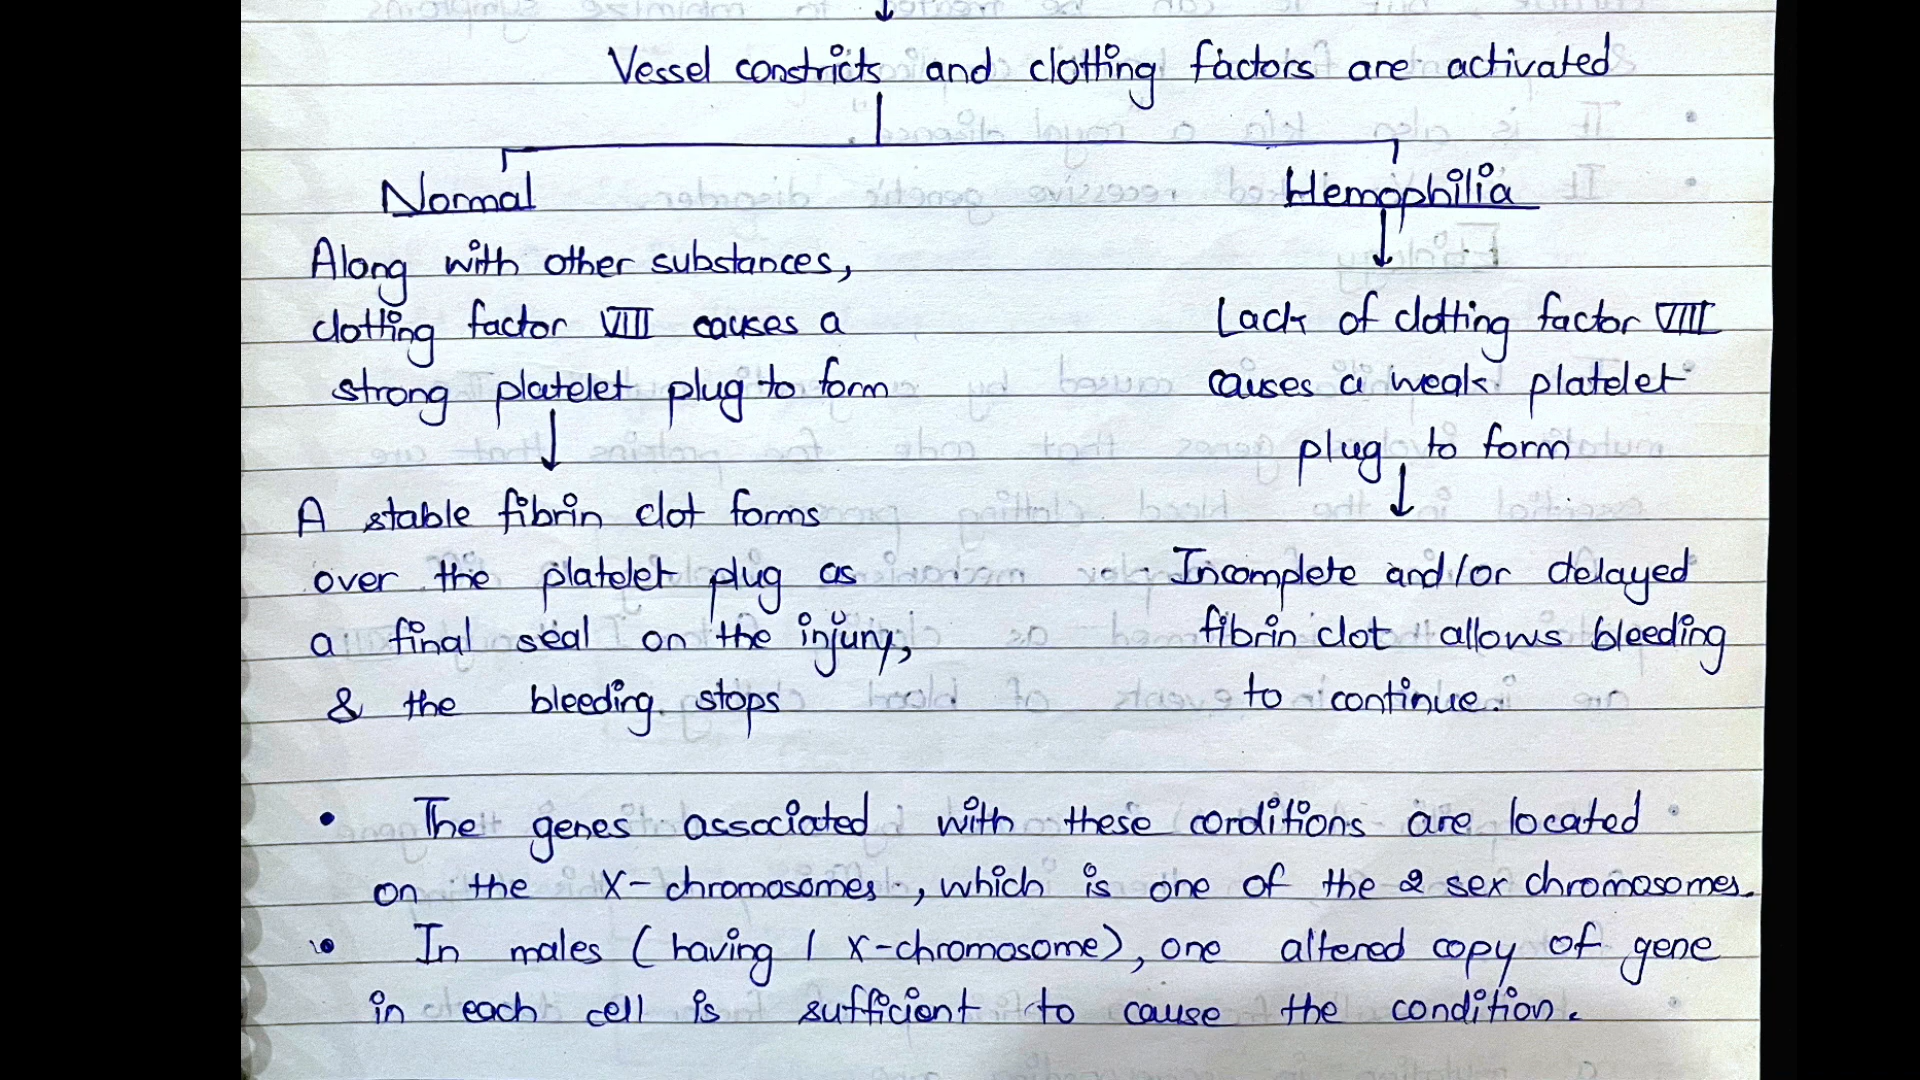 Vessel constricts and clotting factors are activated
Normal
Along with other substances,
clotting factor VIII causes a
strong platelet plug to form
A stable fibrin clot forms
over the platelet plug as
a final seal on the injury,
& the bleeding stops
Hemophilia
Lack of clotting factor VIII
causes a weak platelet
plug to form
Incomplete and/or delayed
fibrin clot allows bleeding
to continue.
• The genes associated with these conditions are located
on the X-chromosomes, which is one of the 2 sex chromosomes.
• In males (having 1 X-chromosome), one altered copy of gene
in each cell is sufficient to cause the condition.